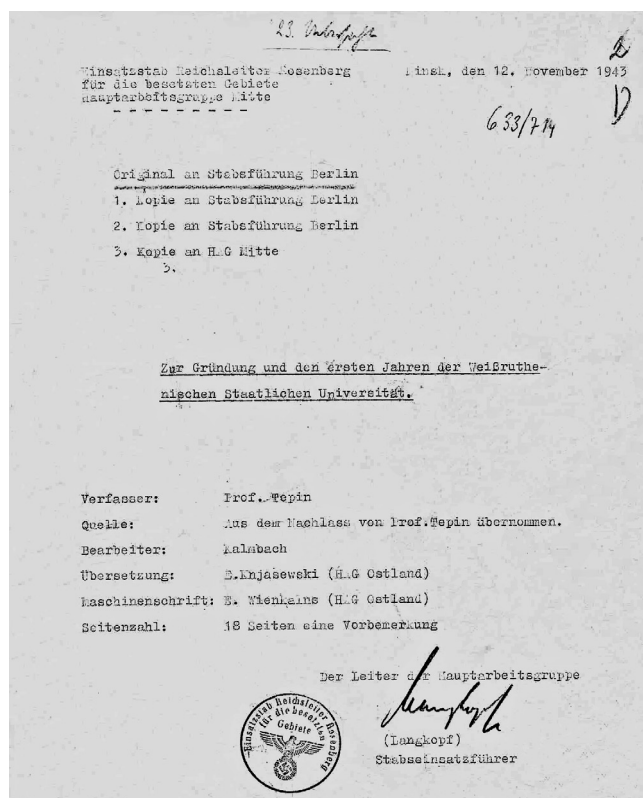 23.
Einsatzstab Reichsleiter Rosenberg
für die besetzten Gebiete
Hauptarbeitsgruppe Mitte
Minsk, den 12. November 1943
633/714
Original an Stabsführung Berlin
1. Kopie an Stabsführung Berlin
2. Kopie an Stabsführung Berlin
3. Kopie an HAG Mitte
3.
Zur Gründung und den ersten Jahren der Weißruthe-
nischen Staatlichen Universität.
Verfasser: Prof. Tepin
Quelle: Aus dem Nachlass von Prof.Tepin übernommen.
Bearbeiter: Kalmbach
Übersetzung: E.Knjasewski (HAG Ostland)
Maschinenschrift: E. Wienkains (HAG Ostland)
Seitenzahl: 18 Seiten eine Vorbemerkung
Der Leiter der Hauptarbeitsgruppe
(Langkopf)
Stabseinsatzführer
Einsatzstab Reichsleiter Rosenberg
für die besetzten
Gebiete